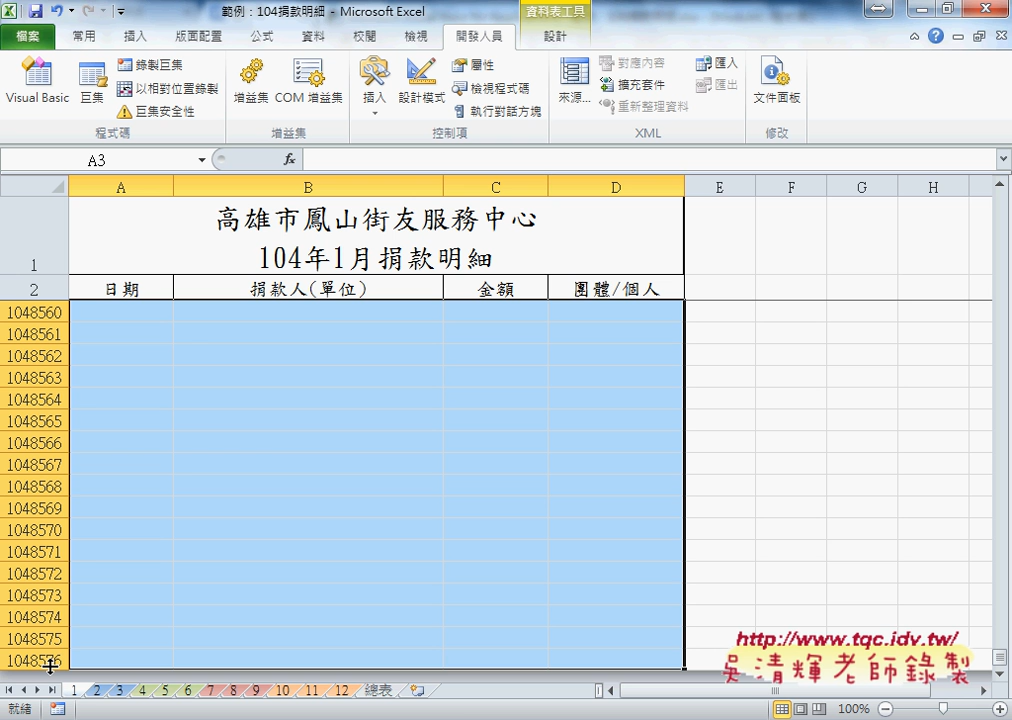 範例：104捐款明細 - Microsoft Excel
資料表工具
檔案 常用 插入 版面配置 公式 資料 校閱 檢視 開發人員 設計
Visual Basic 巨集 錄製巨集 以相對位置錄製 巨集安全性
增益集 COM 增益集
插入 設計模式 屬性 檢視程式碼 執行對話方塊
來源... 對應內容 擴充套件 重新整理資料 匯入 匯出
文件面板
程式碼 增益集 控制項 XML 修改
A3 fx
A B C D E F G H
1 高雄市鳳山街友服務中心
104年1月捐款明細
2 日期 捐款人(單位) 金額 團體/個人
1048560
1048561
1048562
1048563
1048564
1048565
1048566
1048567
1048568
1048569
1048570
1048571
1048572
1048573
1048574
1048575
1048576
http://www.tqc.idv.tw/
吳清輝老師錄製
1 2 3 4 5 6 7 8 9 10 11 12 總表
就緒 100%